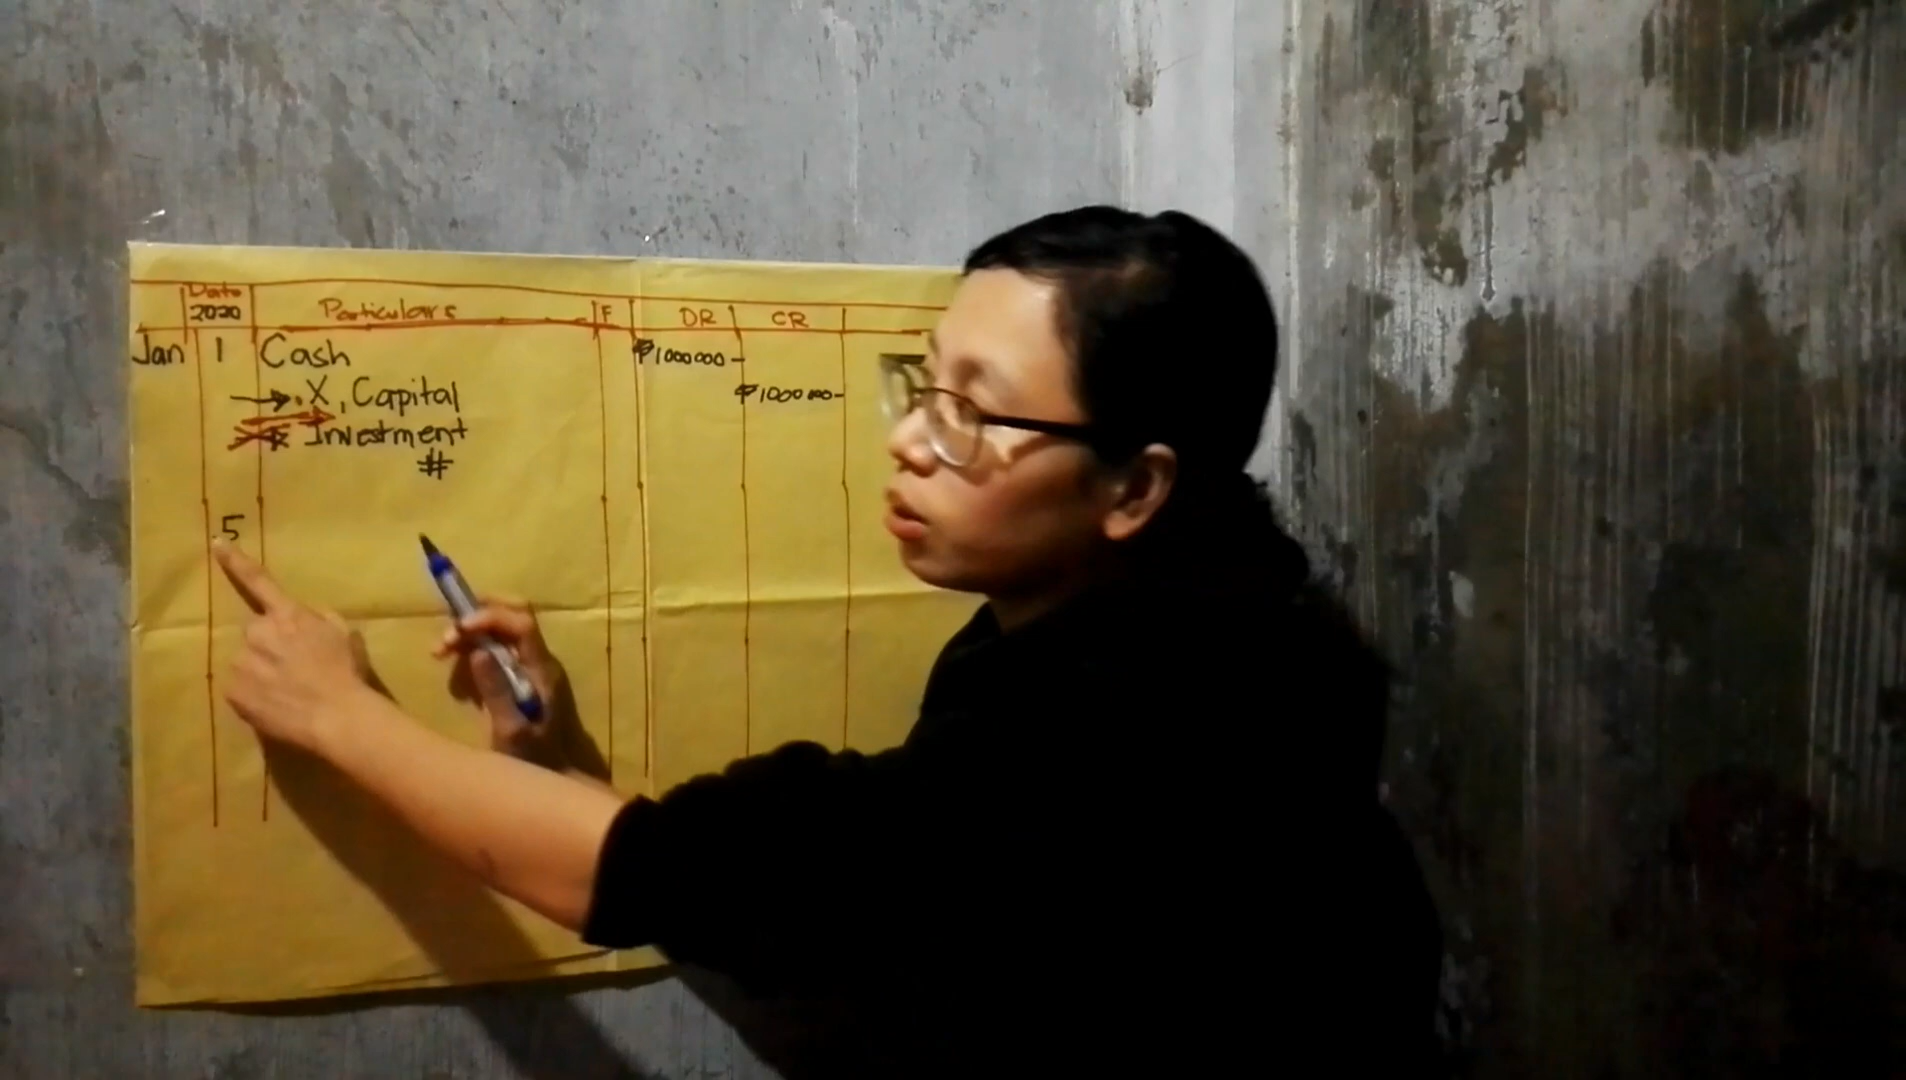 Date
2020 Particulars F DR CR
Jan 1 Cash ₱1000000-
X, Capital ₱1000000-
Investment
#
5